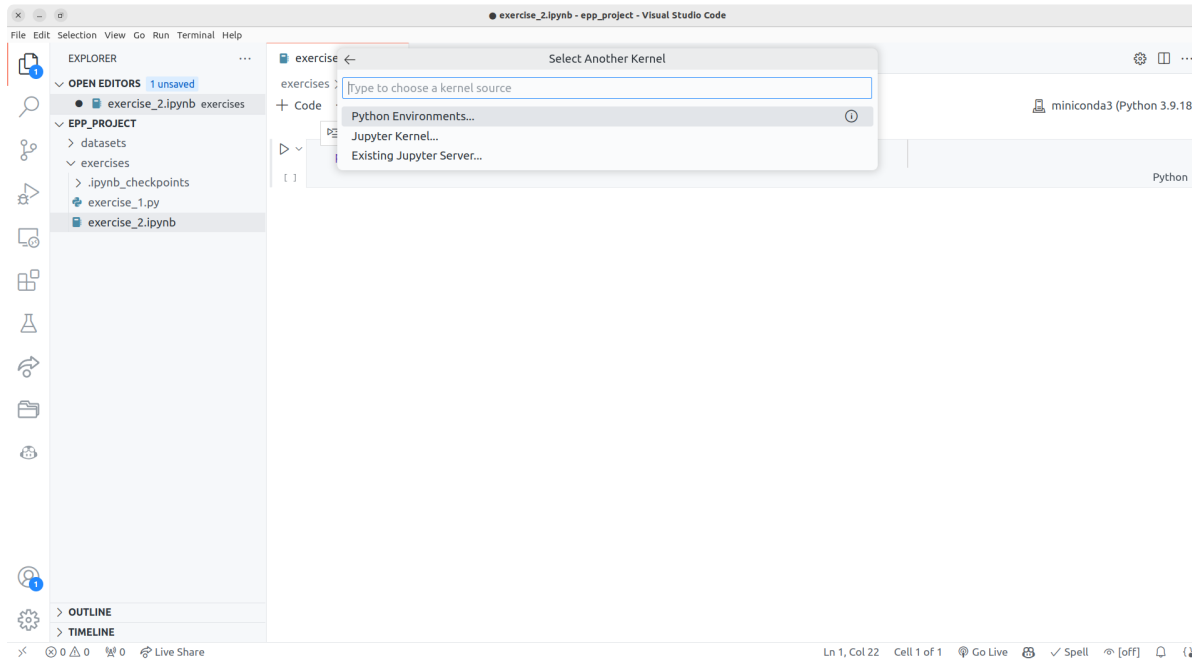 exercise_2.ipynb - epp_project - Visual Studio Code
File Edit Selection View Go Run Terminal Help
EXPLORER
OPEN EDITORS 1 unsaved
exercise_2.ipynb exercises
EPP_PROJECT
datasets
exercises
.ipynb_checkpoints
exercise_1.py
exercise_2.ipynb
OUTLINE
TIMELINE
exercise
exercises
+ Code
Select Another Kernel
Type to choose a kernel source
Python Environments...
Jupyter Kernel...
Existing Jupyter Server...
miniconda3 (Python 3.9.18
[ ]
Python
1
1
0 0 0 Live Share
Ln 1, Col 22 Cell 1 of 1 Go Live Spell [off]